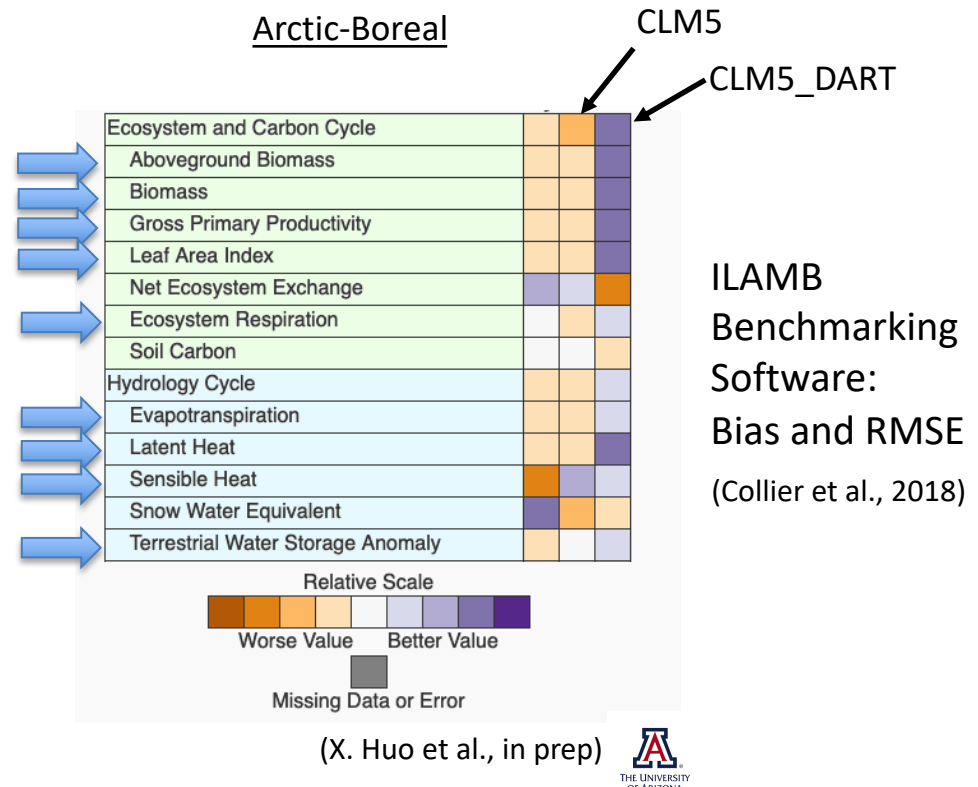 Arctic-Boreal
CLM5
CLM5_DART
Ecosystem and Carbon Cycle
Aboveground Biomass
Biomass
Gross Primary Productivity
Leaf Area Index
Net Ecosystem Exchange
Ecosystem Respiration
Soil Carbon
Hydrology Cycle
Evapotranspiration
Latent Heat
Sensible Heat
Snow Water Equivalent
Terrestrial Water Storage Anomaly
Relative Scale
Worse Value Better Value
Missing Data or Error
ILAMB
Benchmarking
Software:
Bias and RMSE
(Collier et al., 2018)
(X. Huo et al., in prep)
A
THE UNIVERSITY
OF ARIZONA